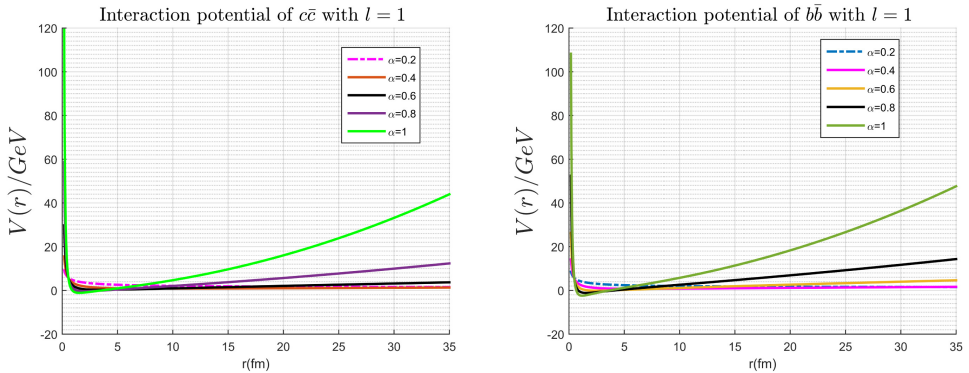 Interaction potential of cc̄ with l = 1
120
100
80
60
40
20
0
-20
V(r)/GeV
α=0.2
α=0.4
α=0.6
α=0.8
α=1
0 5 10 15 20 25 30 35
r(fm)
Interaction potential of bb̄ with l = 1
120
100
80
60
40
20
0
-20
V(r)/GeV
α=0.2
α=0.4
α=0.6
α=0.8
α=1
0 5 10 15 20 25 30 35
r(fm)